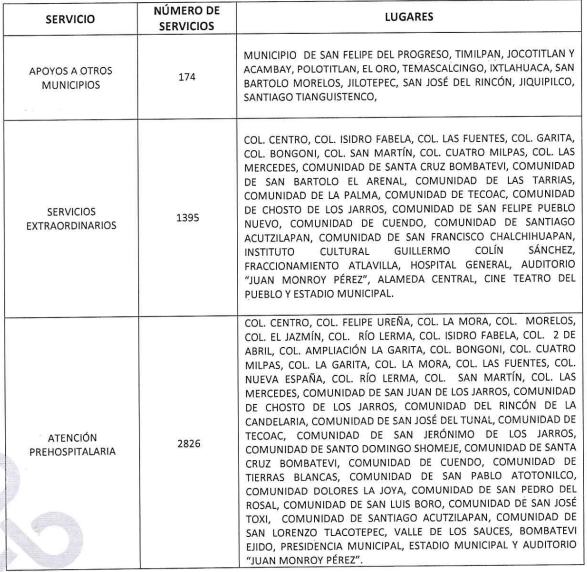 SERVICIO
NÚMERO DE
SERVICIOS
LUGARES
APOYOS A OTROS
MUNICIPIOS
174
MUNICIPIO DE SAN FELIPE DEL PROGRESO, TIMILPAN, JOCOTITLAN Y
ACAMBAY, POLOTITLAN, EL ORO, TEMASCALCINGO, IXTLAHUACA, SAN
BARTOLO MORELOS, JILOTEPEC, SAN JOSÉ DEL RINCÓN, JIQUIPILCO,
SANTIAGO TIANGUISTENCO,
SERVICIOS
EXTRAORDINARIOS
1395
COL. CENTRO, COL. ISIDRO FABELA, COL. LAS FUENTES, COL. GARITA,
COL. BONGONI, COL. SAN MARTÍN, COL. CUATRO MILPAS, COL. LAS
MERCEDES, COMUNIDAD DE SANTA CRUZ BOMBATEVI, COMUNIDAD
DE SAN BARTOLO EL ARENAL, COMUNIDAD DE LAS TARRIAS,
COMUNIDAD DE LA PALMA, COMUNIDAD DE TECOAC, COMUNIDAD
DE CHOSTO DE LOS JARROS, COMUNIDAD DE SAN FELIPE PUEBLO
NUEVO, COMUNIDAD DE CUENDO, COMUNIDAD DE SANTIAGO
ACUTZILAPAN, COMUNIDAD DE SAN FRANCISCO CHALCHIHUAPAN,
INSTITUTO CULTURAL GUILLERMO COLÍN SÁNCHEZ,
FRACCIONAMIENTO ATLAVILLA, HOSPITAL GENERAL, AUDITORIO
"JUAN MONROY PÉREZ", ALAMEDA CENTRAL, CINE TEATRO DEL
PUEBLO Y ESTADIO MUNICIPAL.
ATENCIÓN
PREHOSPITALARIA
2826
COL. CENTRO, COL. FELIPE UREÑA, COL. LA MORA, COL. MORELOS,
COL. EL JAZMÍN, COL. RÍO LERMA, COL. ISIDRO FABELA, COL. 2 DE
ABRIL, COL. AMPLIACIÓN LA GARITA, COL. BONGONI, COL. CUATRO
MILPAS, COL. LA GARITA, COL. LA MORA, COL. LAS FUENTES, COL.
NUEVA ESPAÑA, COL. RÍO LERMA, COL. SAN MARTÍN, COL. LAS
MERCEDES, COMUNIDAD DE SAN JUAN DE LOS JARROS, COMUNIDAD
DE CHOSTO DE LOS JARROS, COMUNIDAD DEL RINCÓN DE LA
CANDELARIA, COMUNIDAD DE SAN JOSÉ DEL TUNAL, COMUNIDAD DE
TECOAC, COMUNIDAD DE SAN JERÓNIMO DE LOS JARROS,
COMUNIDAD DE SANTO DOMINGO SHOMEJE, COMUNIDAD DE SANTA
CRUZ BOMBATEVI, COMUNIDAD DE CUENDO, COMUNIDAD DE
TIERRAS BLANCAS, COMUNIDAD DE SAN PABLO ATOTONILCO,
COMUNIDAD DOLORES LA JOYA, COMUNIDAD DE SAN PEDRO DEL
ROSAL, COMUNIDAD DE SAN LUIS BORO, COMUNIDAD DE SAN JOSÉ
TOXI, COMUNIDAD DE SANTIAGO ACUTZILAPAN, COMUNIDAD DE
SAN LORENZO TLACOTEPEC, VALLE DE LOS SAUCES, BOMBATEVI
EJIDO, PRESIDENCIA MUNICIPAL, ESTADIO MUNICIPAL Y AUDITORIO
"JUAN MONROY PÉREZ".